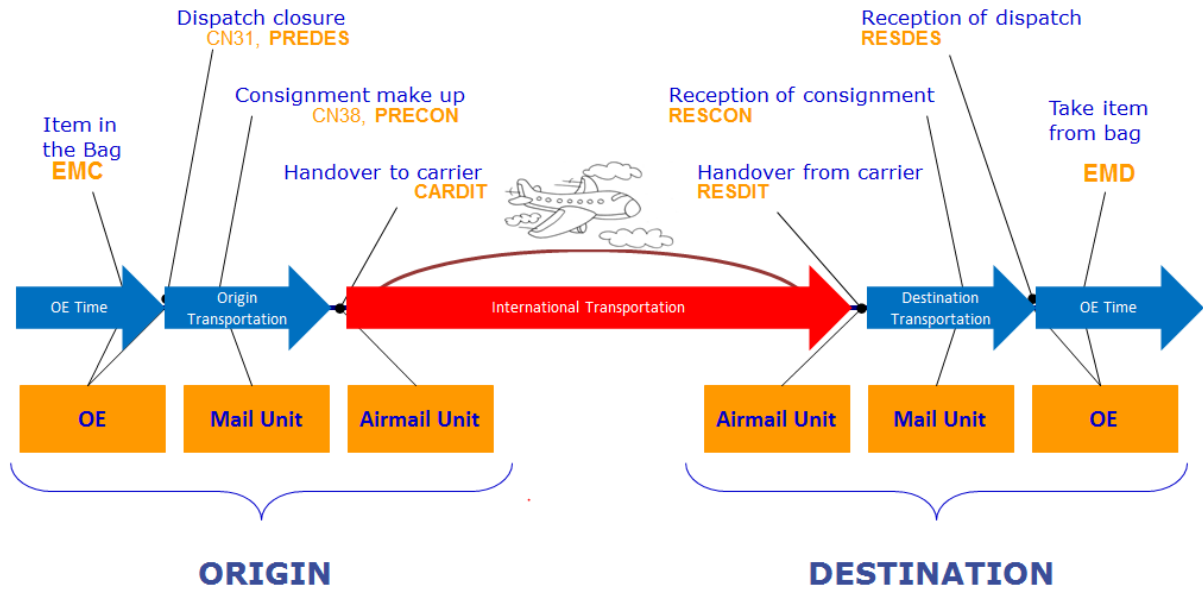 Dispatch closure
CN31, PREDES
Reception of dispatch
RESDES
Consignment make up
CN38, PRECON
Reception of consignment
RESCON
Item in
the Bag
EMC
Take item
from bag
EMD
Handover to carrier
CARDIT
Handover from carrier
RESDIT
OE Time
Origin
Transportation
International Transportation
Destination
Transportation
OE Time
OE
Mail Unit
Airmail Unit
Airmail Unit
Mail Unit
OE
ORIGIN
DESTINATION